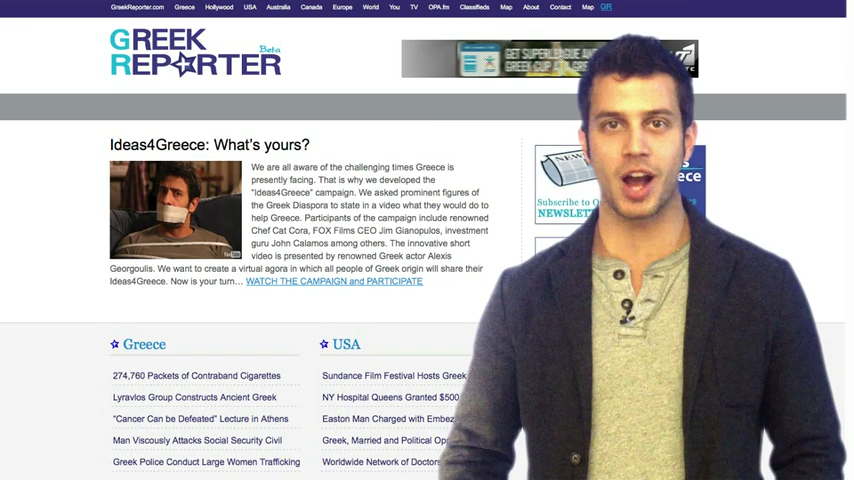 GreekReporter.com Greece Hollywood USA Australia Canada Europe World You TV OPA.fm Classifieds Map About Contact Map GR
GREEK
REPORTER
Beta
GET SUPERLEAGUE AND
GREEK CUP
Ideas4Greece: What's yours?
We are all aware of the challenging times Greece is
presently facing. That is why we developed the
"Ideas4Greece" campaign. We asked prominent figures of
the Greek Diaspora to state in a video what they would do to
help Greece. Participants of the campaign include renowned
Chef Cat Cora, FOX Films CEO Jim Gianopulos, investment
guru John Calamos among others. The innovative short
video is presented by renowned Greek actor Alexis
Georgoulis. We want to create a virtual agora in which all people of Greek origin will share their
Ideas4Greece. Now is your turn… WATCH THE CAMPAIGN and PARTICIPATE
NEWS
Subscribe to O
NEWSLET
Greece
274,760 Packets of Contraband Cigarettes
Lyravlos Group Constructs Ancient Greek
"Cancer Can be Defeated" Lecture in Athens
Man Viscously Attacks Social Security Civil
Greek Police Conduct Large Women Trafficking
USA
Sundance Film Festival Hosts Greek
NY Hospital Queens Granted $500
Easton Man Charged with Embez
Greek, Married and Political Op
Worldwide Network of Doctors